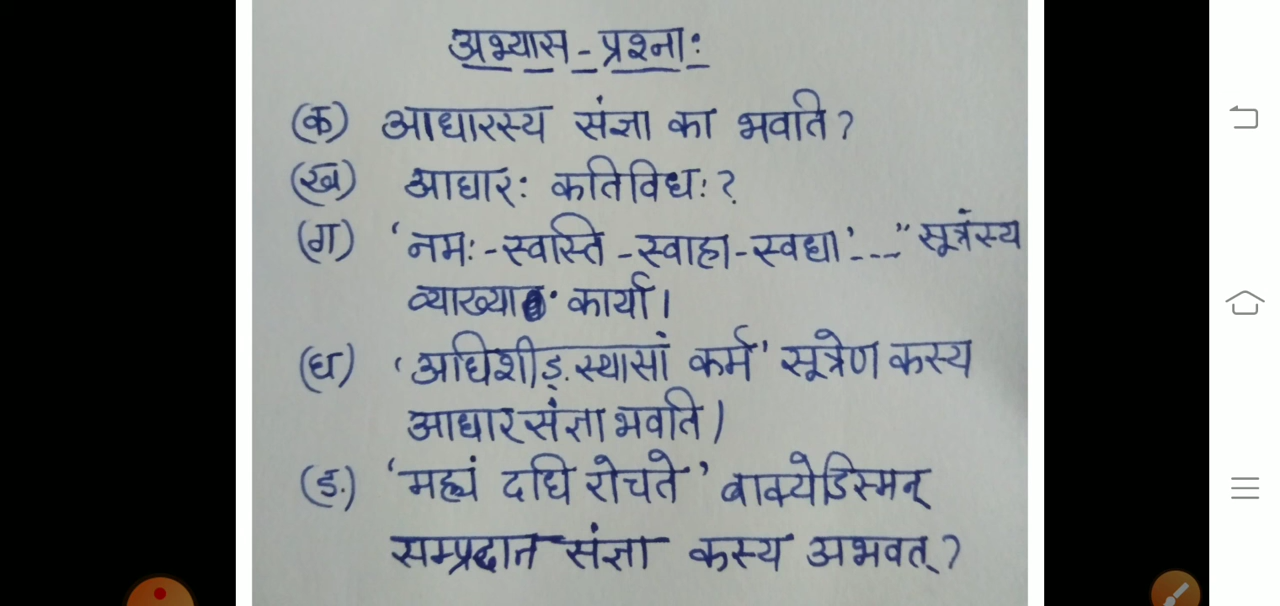 अभ्यास - प्रश्ना:
(क) आधारस्य संज्ञा का भवति?
(ख) आधार: कतिविध:?
(ग) 'नम:-स्वस्ति-स्वाहा-स्वधा'---" सूत्रंस्य
व्याख्या कार्या।
(घ) 'अधिशीड्.स्थासां कर्म' सूत्रेण कस्य
आधारसंज्ञा भवति।
(ड.) 'मह्यं दधि रोचते' वाक्येऽस्मिन्
सम्प्रदान संज्ञा कस्य अभवत्?